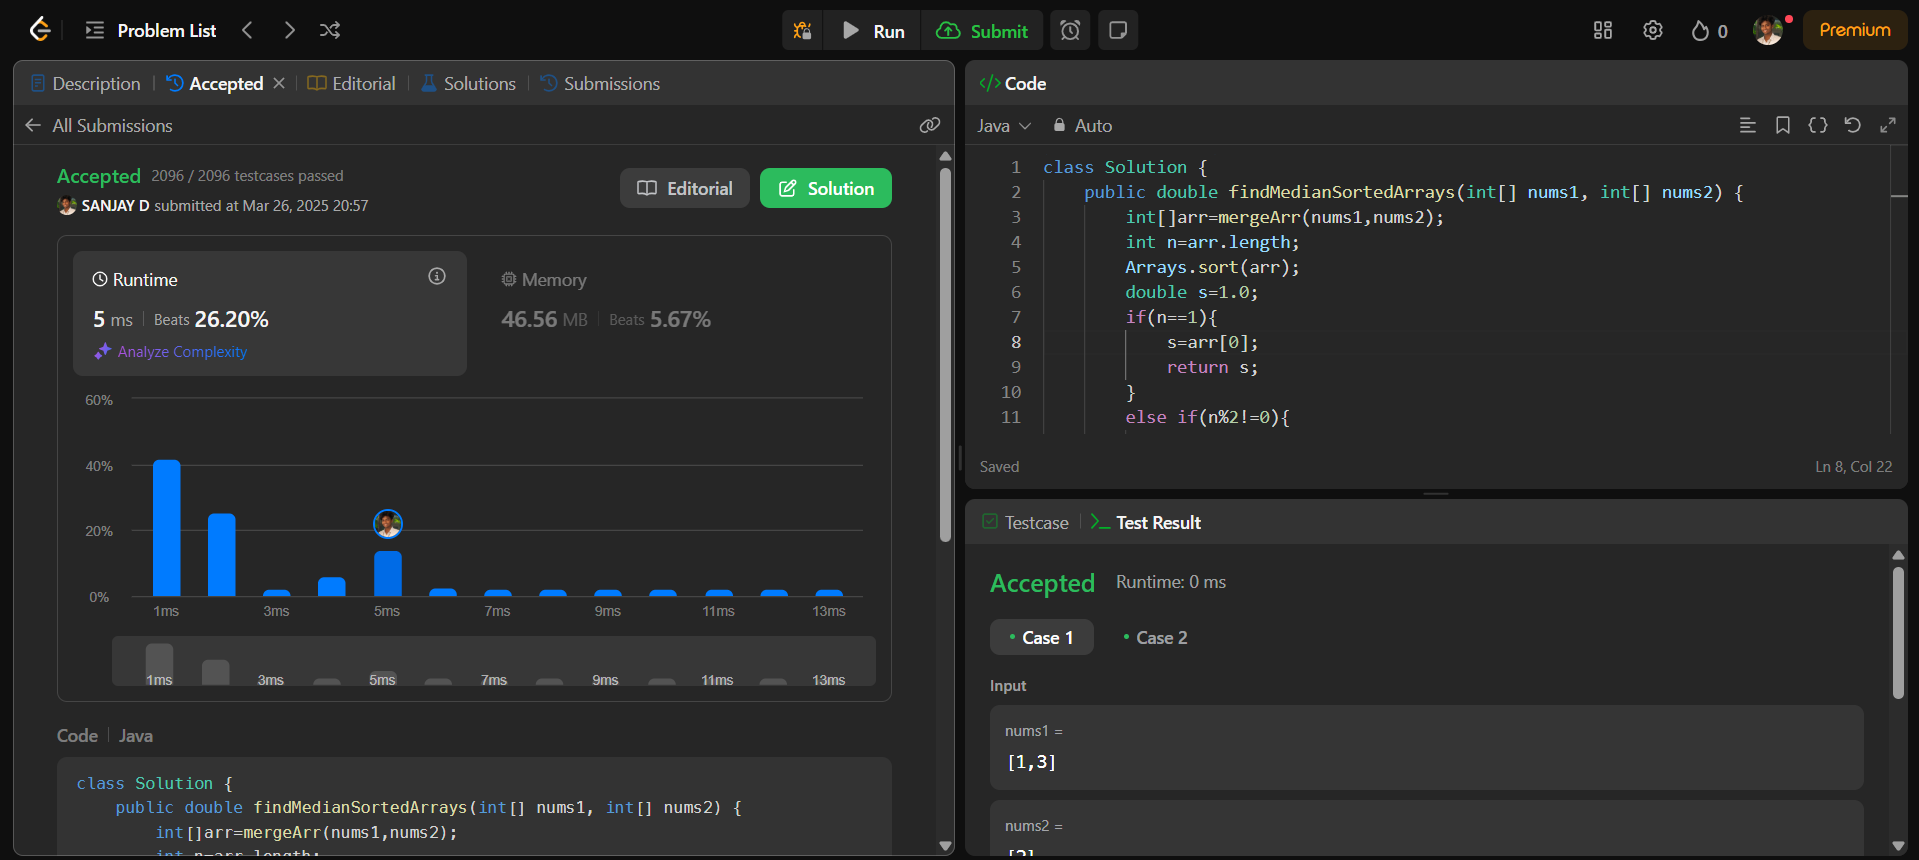 Problem List
Run
Submit
0
Premium
Description
Accepted
Editorial
Solutions
Submissions
All Submissions
Accepted 2096 / 2096 testcases passed
SANJAY D submitted at Mar 26, 2025 20:57
Editorial
Solution
Runtime
5 ms Beats 26.20%
Analyze Complexity
Memory
46.56 MB Beats 5.67%
60%
40%
20%
0%
1ms 3ms 5ms 7ms 9ms 11ms 13ms
1ms 3ms 5ms 7ms 9ms 11ms 13ms
Code Java
class Solution {
public double findMedianSortedArrays(int[] nums1, int[] nums2) {
int[]arr=mergeArr(nums1,nums2);
int n=arr.length;
</> Code
Java Auto
1 class Solution {
2 public double findMedianSortedArrays(int[] nums1, int[] nums2) {
3 int[]arr=mergeArr(nums1,nums2);
4 int n=arr.length;
5 Arrays.sort(arr);
6 double s=1.0;
7 if(n==1){
8 s=arr[0];
9 return s;
10 }
11 else if(n%2!=0){
Saved
Ln 8, Col 22
Testcase
Test Result
Accepted Runtime: 0 ms
Case 1
Case 2
Input
nums1 =
[1,3]
nums2 =
[2]